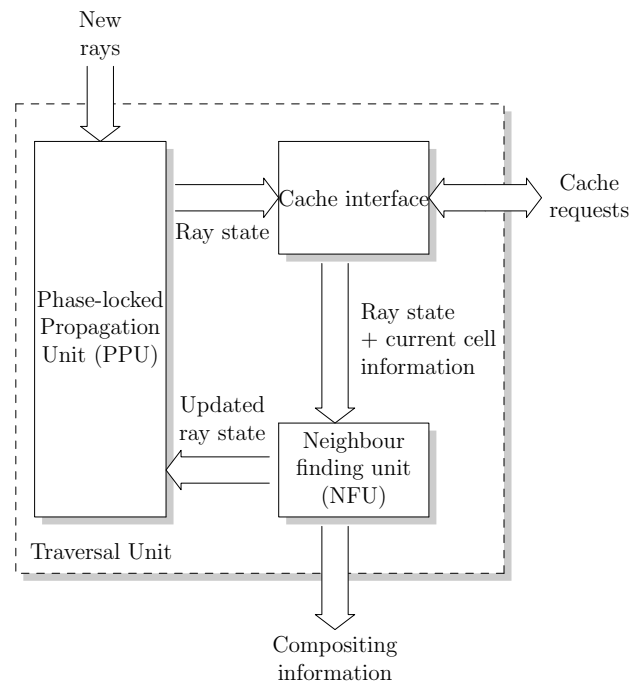 New
rays
Phase-locked
Propagation
Unit (PPU)
Ray state
Cache interface
Cache
requests
Ray state
+ current cell
information
Updated
ray state
Neighbour
finding unit
(NFU)
Traversal Unit
Compositing
information